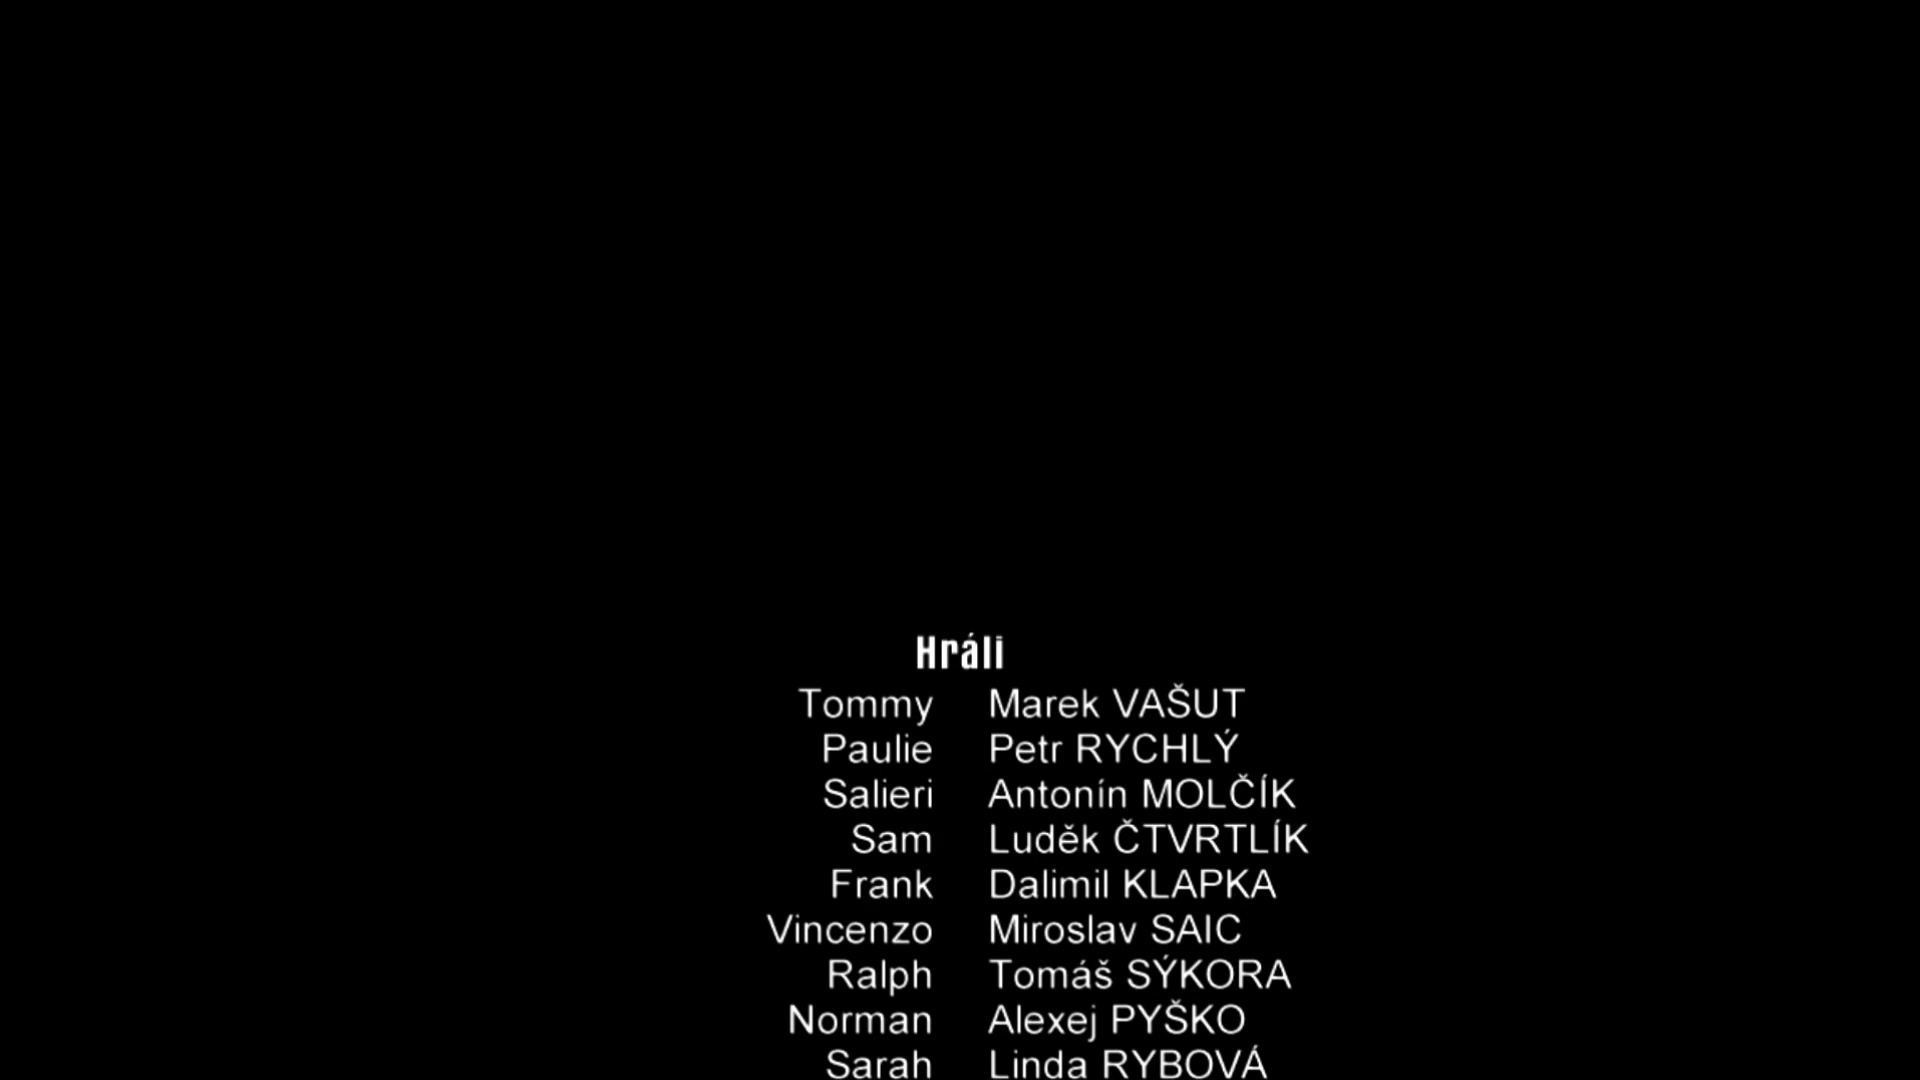 Hráli
Tommy Marek VAŠUT
Paulie Petr RYCHLÝ
Salieri Antonín MOLČÍK
Sam Luděk ČTVRTLÍK
Frank Dalimil KLAPKA
Vincenzo Miroslav SAIC
Ralph Tomáš SÝKORA
Norman Alexej PYŠKO
Sarah Linda RYBOVÁ